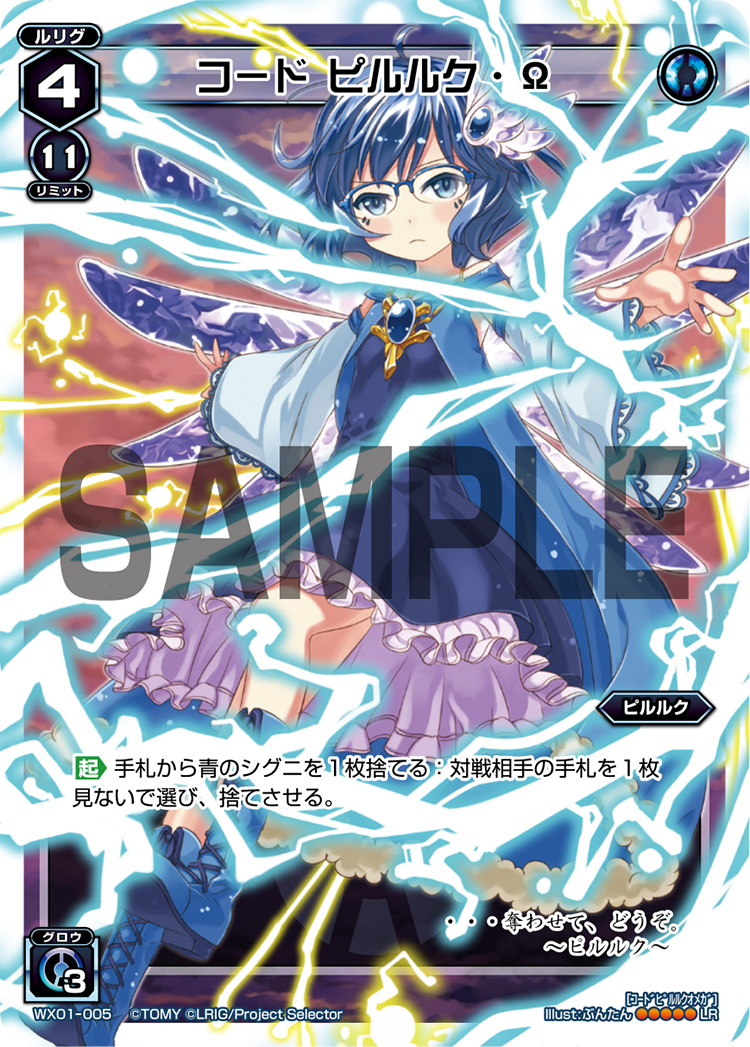 ルリグ
4
コード ピルルク・Ω
11
リミット
SAMPLE
ピルルク
起 手札から青のシグニを1枚捨てる：対戦相手の手札を1枚
見ないで選び、捨てさせる。
・・・奪わせて、どうぞ。
～ピルルク～
グロウ
3
[コードピルルクオメガ]
WX01-005 ©TOMY ©LRIG/Project Selector Illust:ぶんたん LR